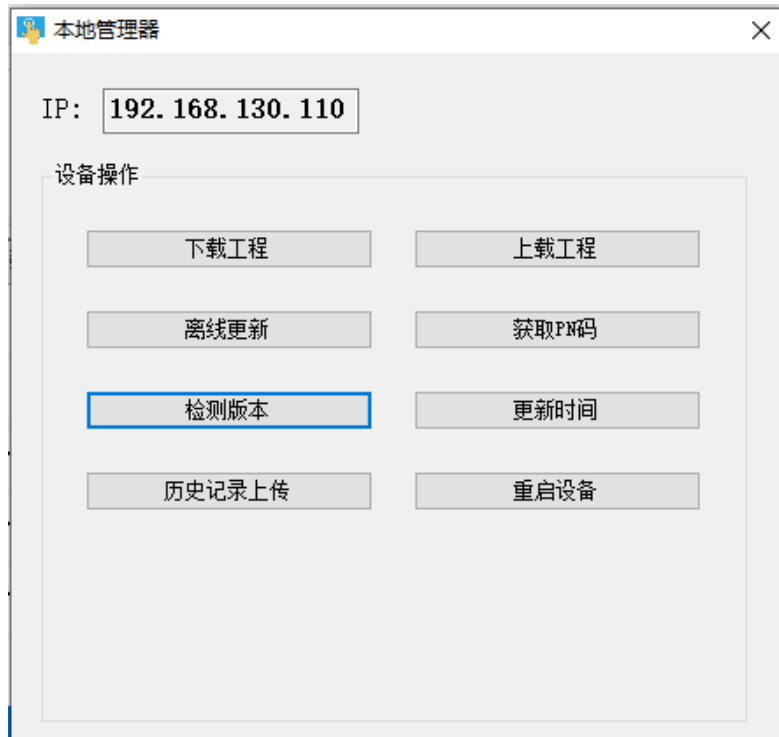 本地管理器
IP: 192.168.130.110
设备操作
下载工程 上载工程
离线更新 获取PN码
检测版本 更新时间
历史记录上传 重启设备